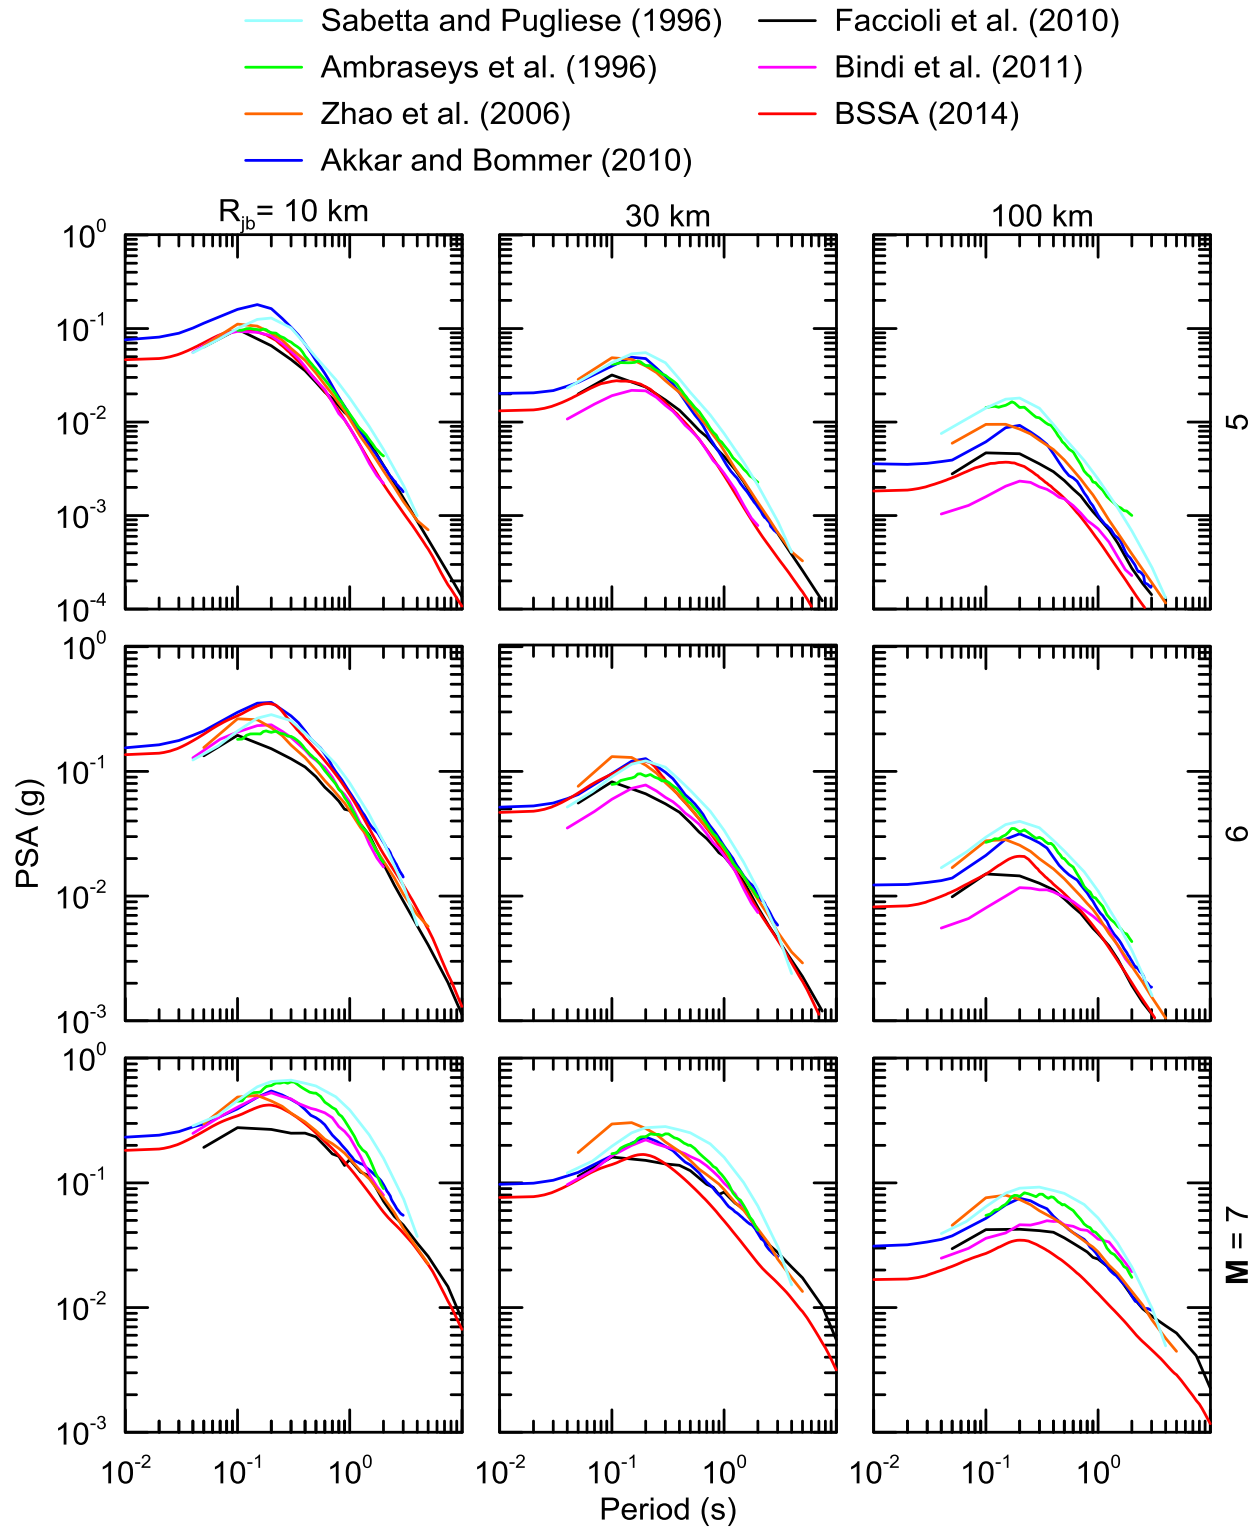 Sabetta and Pugliese (1996)
Faccioli et al. (2010)
Ambraseys et al. (1996)
Bindi et al. (2011)
Zhao et al. (2006)
BSSA (2014)
Akkar and Bommer (2010)
R_jb= 10 km
30 km
100 km
10^0
10^-1
10^-2
10^-3
10^-4
5
10^0
10^-1
10^-2
10^-3
6
10^0
10^-1
10^-2
10^-3
M = 7
PSA (g)
10^-2 10^-1 10^0 10^-2 10^-1 10^0 10^-2 10^-1 10^0
Period (s)